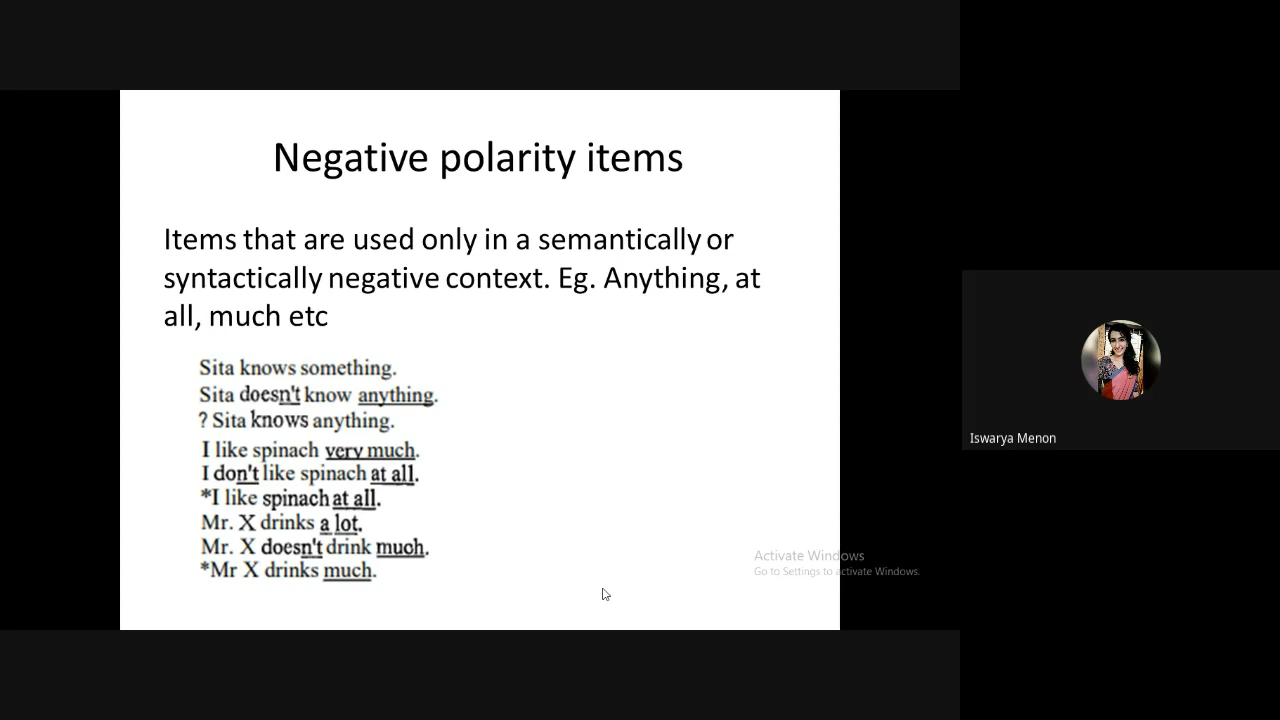 Negative polarity items
Items that are used only in a semantically or
syntactically negative context. Eg. Anything, at
all, much etc
Sita knows something.
Sita doesn't know anything.
? Sita knows anything.
I like spinach very much.
I don't like spinach at all.
*I like spinach at all.
Mr. X drinks a lot.
Mr. X doesn't drink much.
*Mr X drinks much.
Activate Windows
Go to Settings to activate Windows.
Iswarya Menon